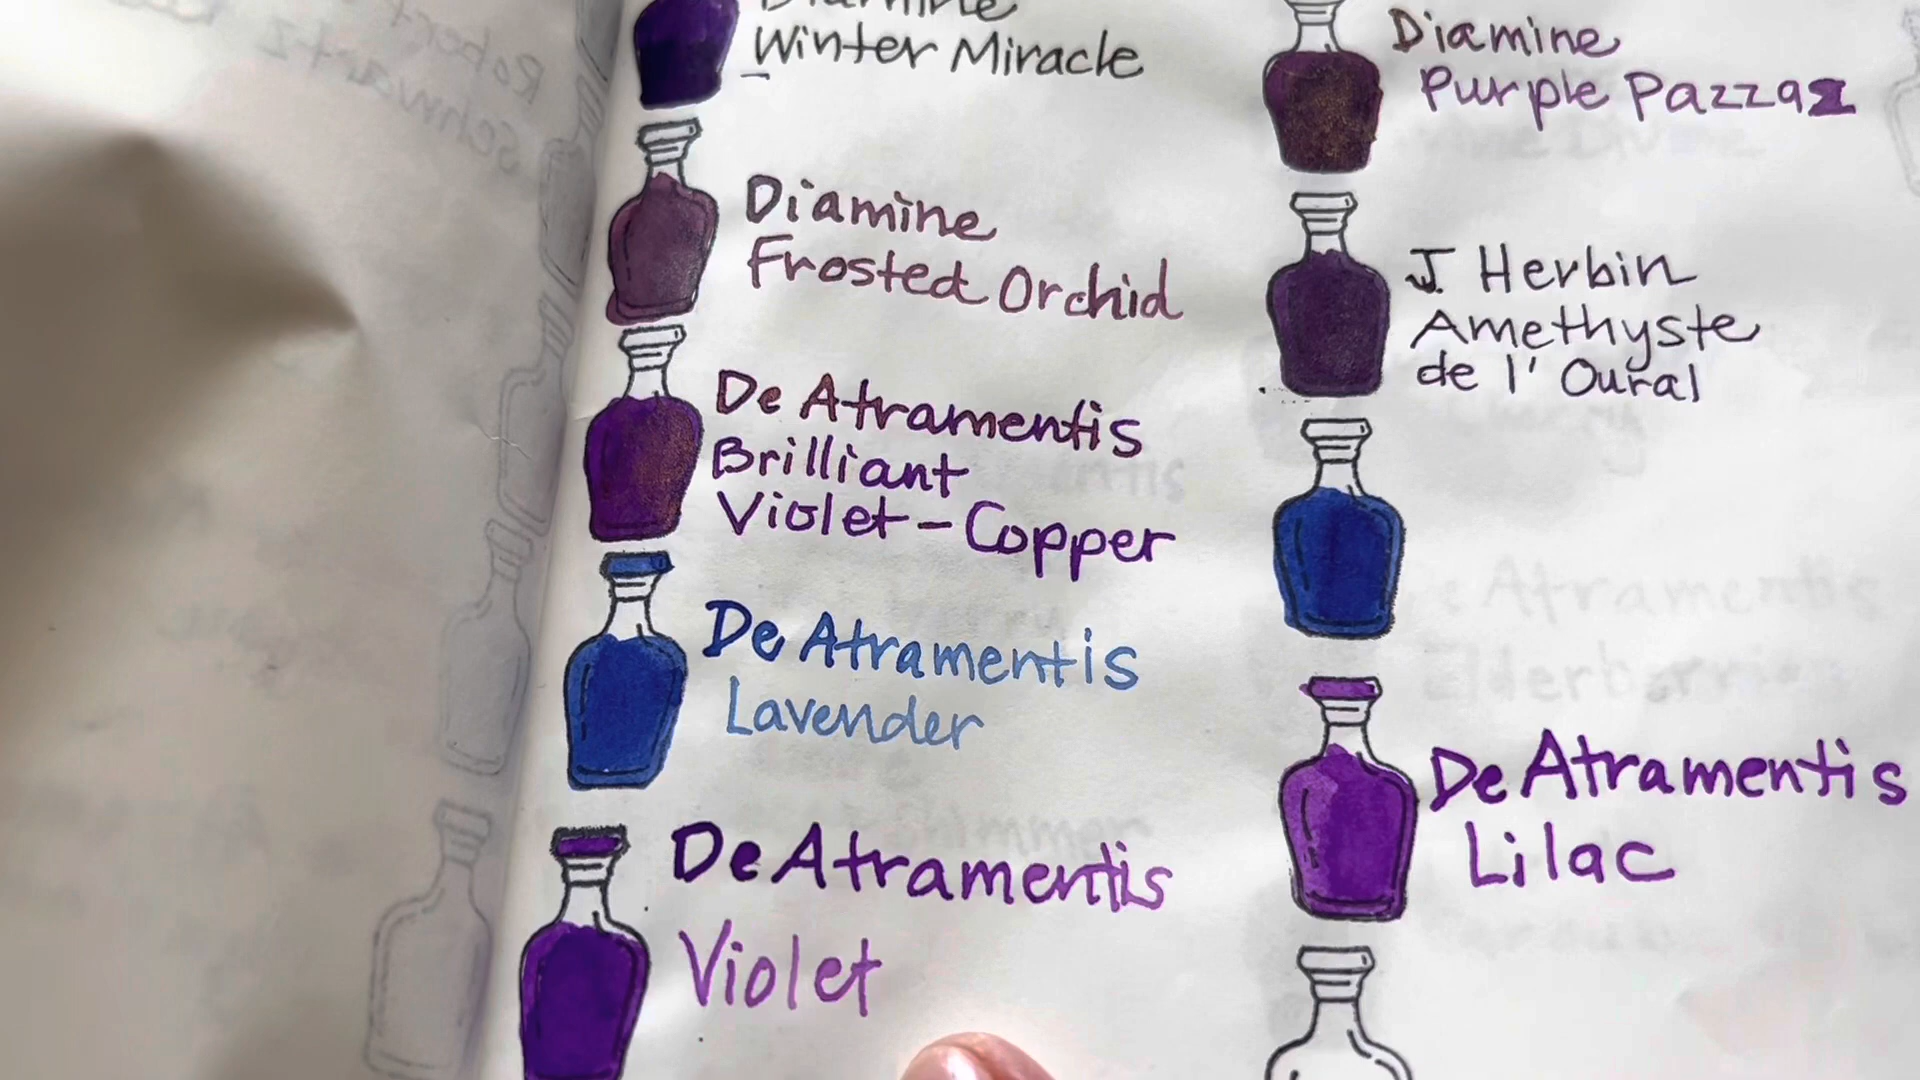 Diamine
Winter Miracle
Diamine
Frosted Orchid
De Atramentis
Brilliant
Violet-Copper
De Atramentis
Lavender
De Atramentis
Violet
Diamine
Purple Pazzaz
J. Herbin
Amethyste
de l'Oural
De Atramentis
Lilac